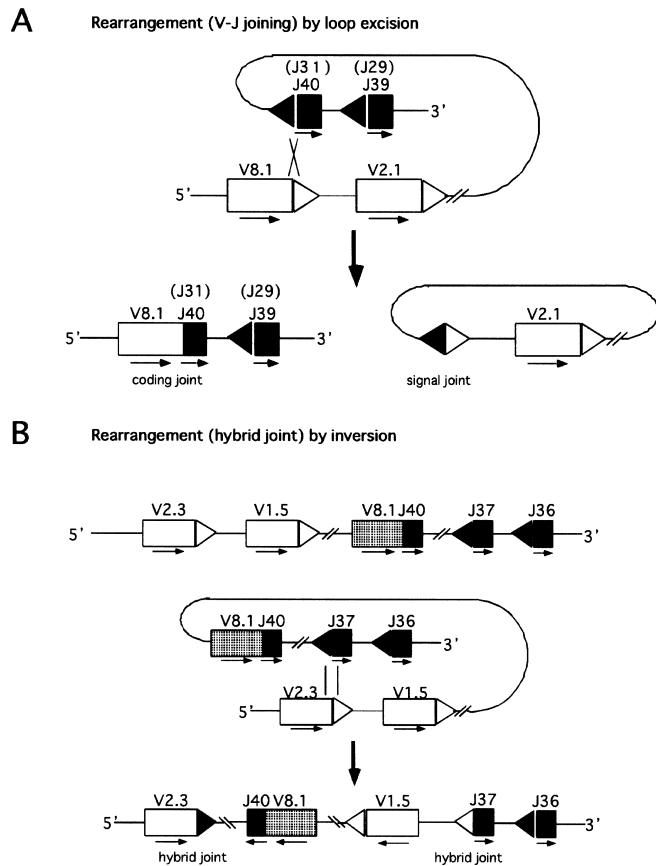 A
Rearrangement (V-J joining) by loop excision
(J31) (J29)
J40 J39
3'
V8.1 V2.1
5'
(J31) (J29)
V8.1 J40 J39
5' 3'
coding joint
V2.1
signal joint
B
Rearrangement (hybrid joint) by inversion
V2.3 V1.5 V8.1 J40 J37 J36
5' 3'
V8.1 J40 J37 J36
3'
V2.3 V1.5
5'
V2.3 J40 V8.1 V1.5 J37 J36
5' 3'
hybrid joint hybrid joint